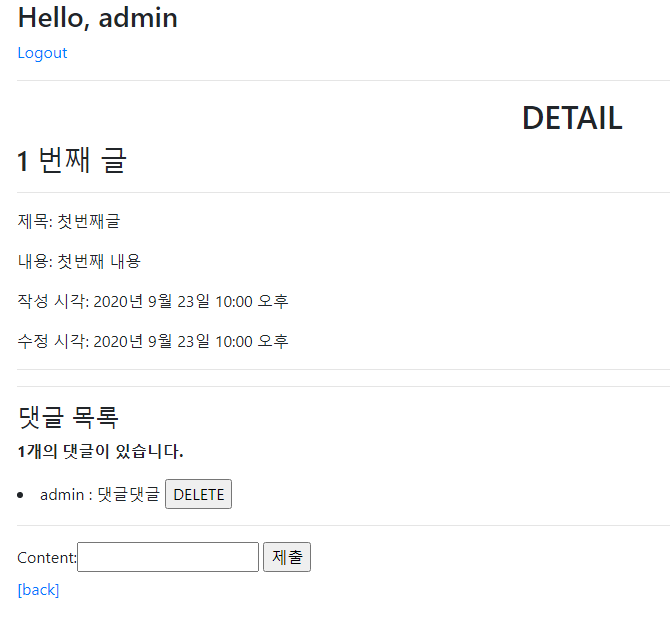 Hello, admin
Logout
DETAIL
1 번째 글
제목: 첫번째글
내용: 첫번째 내용
작성 시각: 2020년 9월 23일 10:00 오후
수정 시각: 2020년 9월 23일 10:00 오후
댓글 목록
1개의 댓글이 있습니다.
• admin : 댓글댓글 DELETE
Content: 제출
[back]